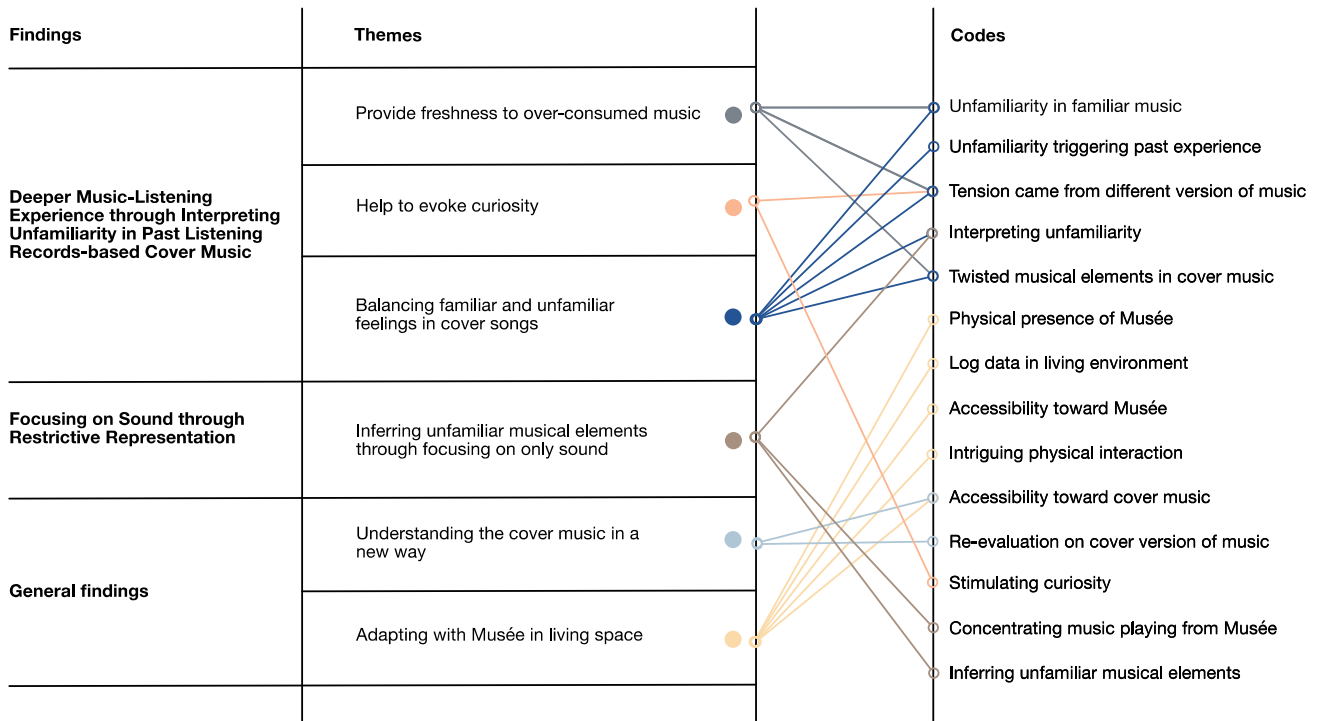 Findings
Themes
Codes
Deeper Music-Listening
Experience through Interpreting
Unfamiliarity in Past Listening
Records-based Cover Music
Provide freshness to over-consumed music
Help to evoke curiosity
Balancing familiar and unfamiliar
feelings in cover songs
Focusing on Sound through
Restrictive Representation
Inferring unfamiliar musical elements
through focusing on only sound
General findings
Understanding the cover music in a
new way
Adapting with Musée in living space
Unfamiliarity in familiar music
Unfamiliarity triggering past experience
Tension came from different version of music
Interpreting unfamiliarity
Twisted musical elements in cover music
Physical presence of Musée
Log data in living environment
Accessibility toward Musée
Intriguing physical interaction
Accessibility toward cover music
Re-evaluation on cover version of music
Stimulating curiosity
Concentrating music playing from Musée
Inferring unfamiliar musical elements